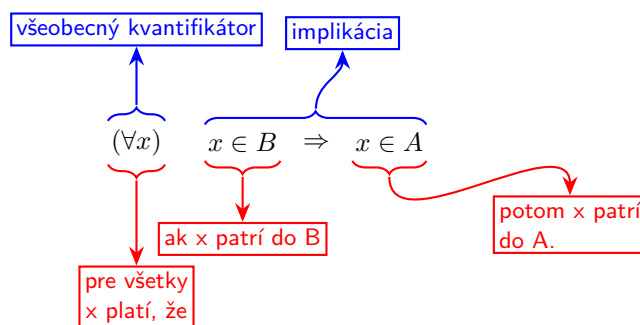 všeobecný kvantifikátor
implikácia
(∀x) x ∈ B ⇒ x ∈ A
ak x patrí do B
potom x patrí
do A.
pre všetky
x platí, že